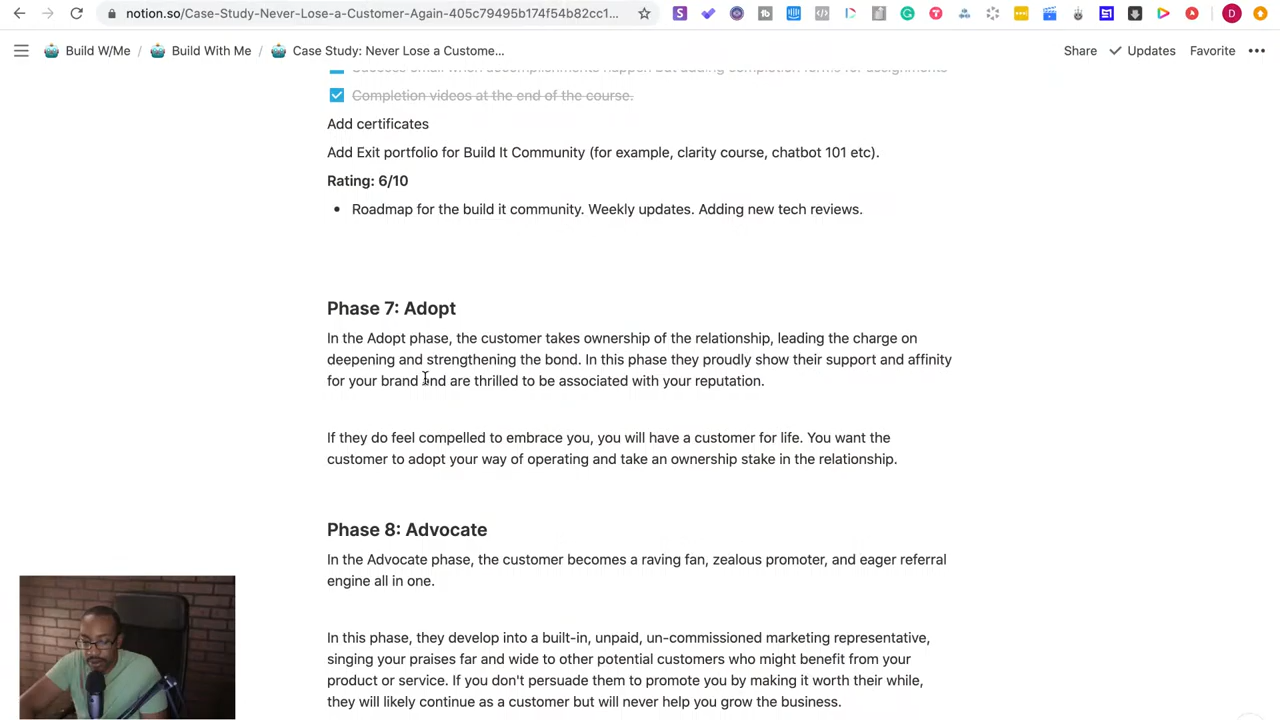 notion.so/Case-Study-Never-Lose-a-Customer-Again-405c79495b174f54b82cc1...
Build W/Me / Build With Me / Case Study: Never Lose a Custome...
Share Updates Favorite
Success email when accomplishments happen but adding completion forms for assignments
Completion videos at the end of the course.
Add certificates
Add Exit portfolio for Build It Community (for example, clarity course, chatbot 101 etc).
Rating: 6/10
• Roadmap for the build it community. Weekly updates. Adding new tech reviews.
Phase 7: Adopt
In the Adopt phase, the customer takes ownership of the relationship, leading the charge on
deepening and strengthening the bond. In this phase they proudly show their support and affinity
for your brand and are thrilled to be associated with your reputation.
If they do feel compelled to embrace you, you will have a customer for life. You want the
customer to adopt your way of operating and take an ownership stake in the relationship.
Phase 8: Advocate
In the Advocate phase, the customer becomes a raving fan, zealous promoter, and eager referral
engine all in one.
In this phase, they develop into a built-in, unpaid, un-commissioned marketing representative,
singing your praises far and wide to other potential customers who might benefit from your
product or service. If you don't persuade them to promote you by making it worth their while,
they will likely continue as a customer but will never help you grow the business.